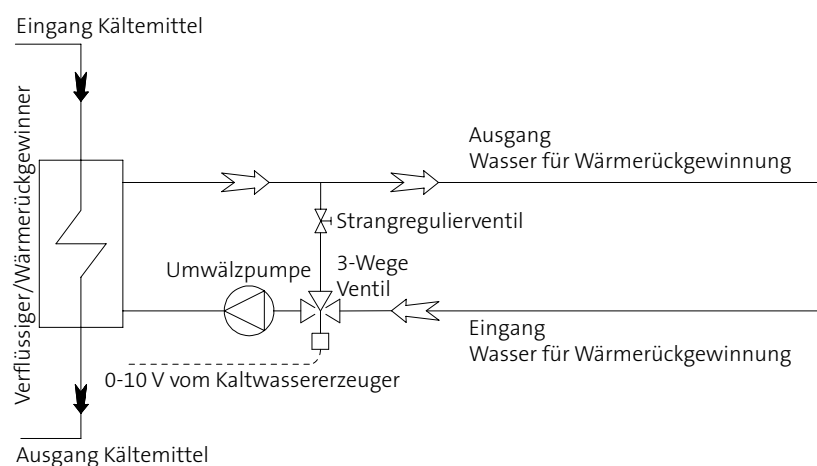 Eingang Kältemittel
Verflüssiger/Wärmerückgewinner
Ausgang
Wasser für Wärmerückgewinnung
Strangregulierventil
Umwälzpumpe
3-Wege
Ventil
Eingang
Wasser für Wärmerückgewinnung
0-10 V vom Kaltwassererzeuger
Ausgang Kältemittel